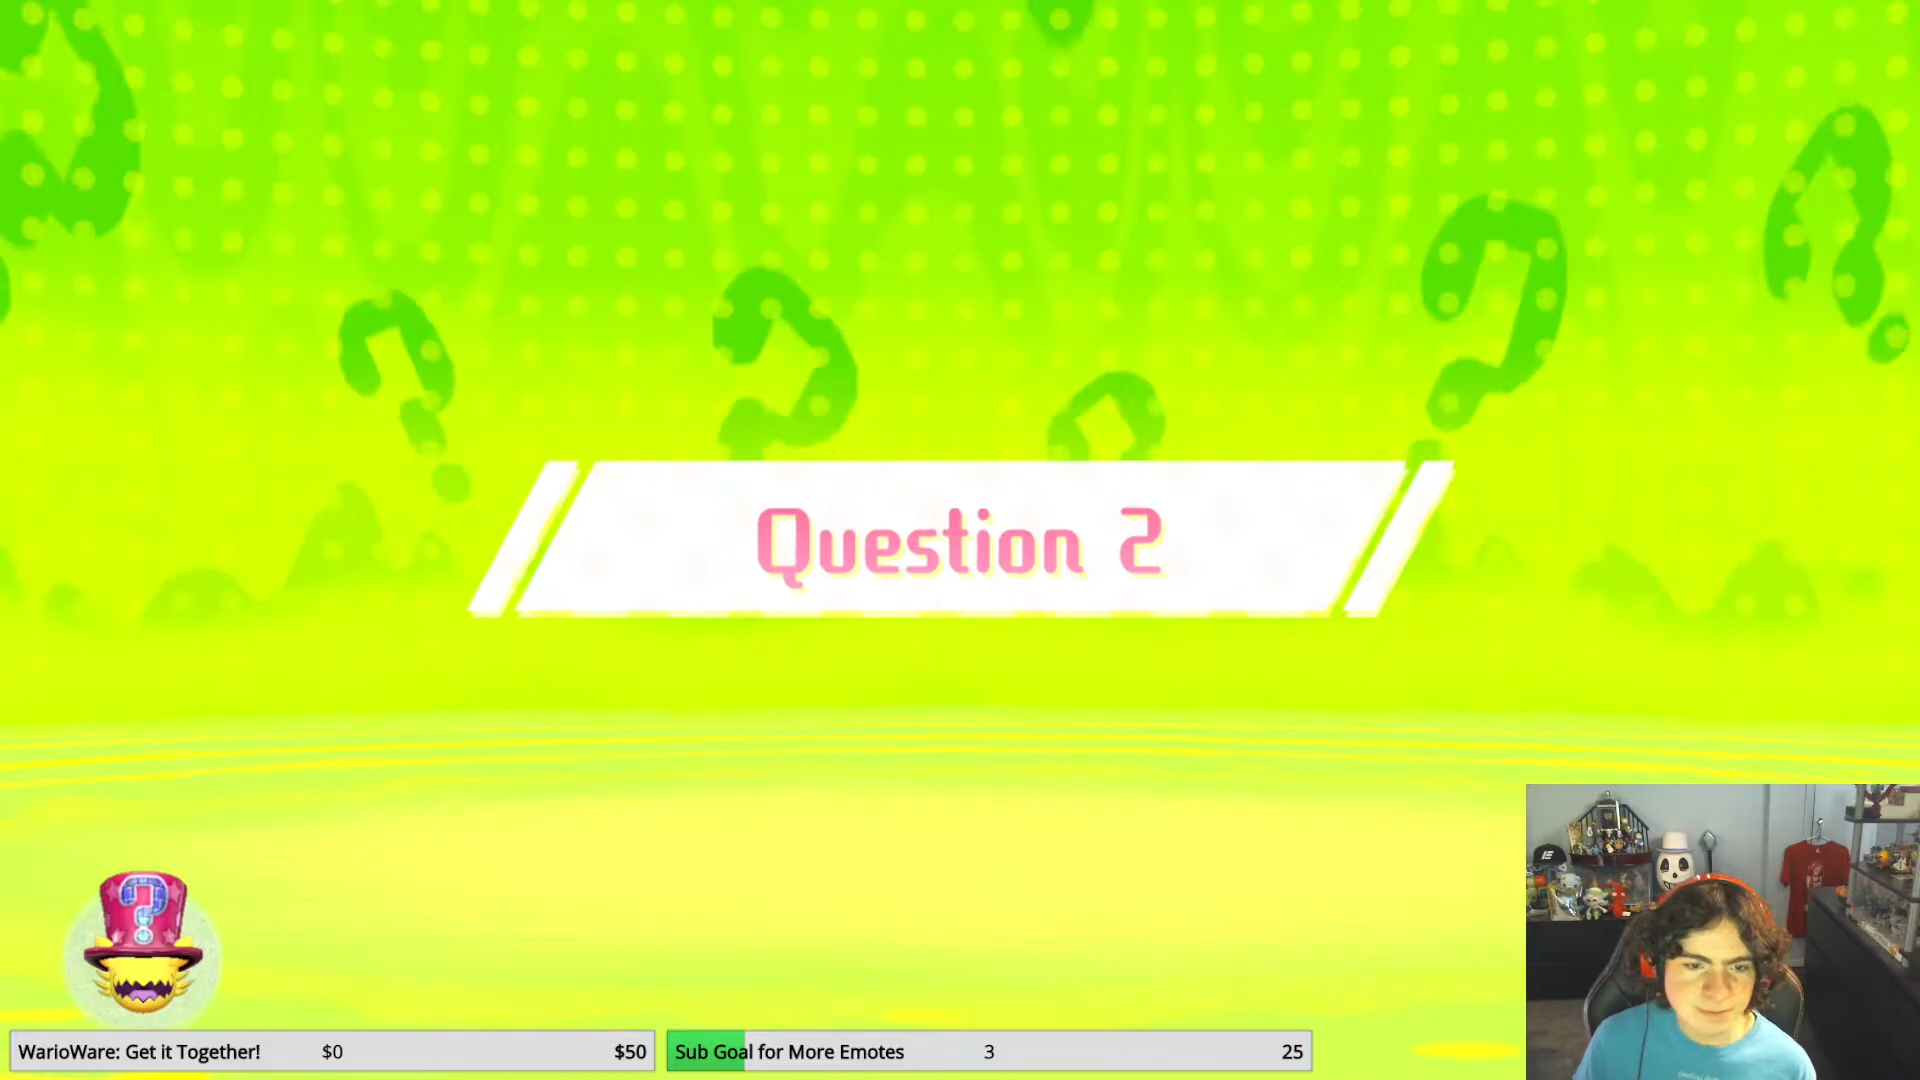 Question 2
WarioWare: Get it Together! $0 $50
Sub Goal for More Emotes 3 25